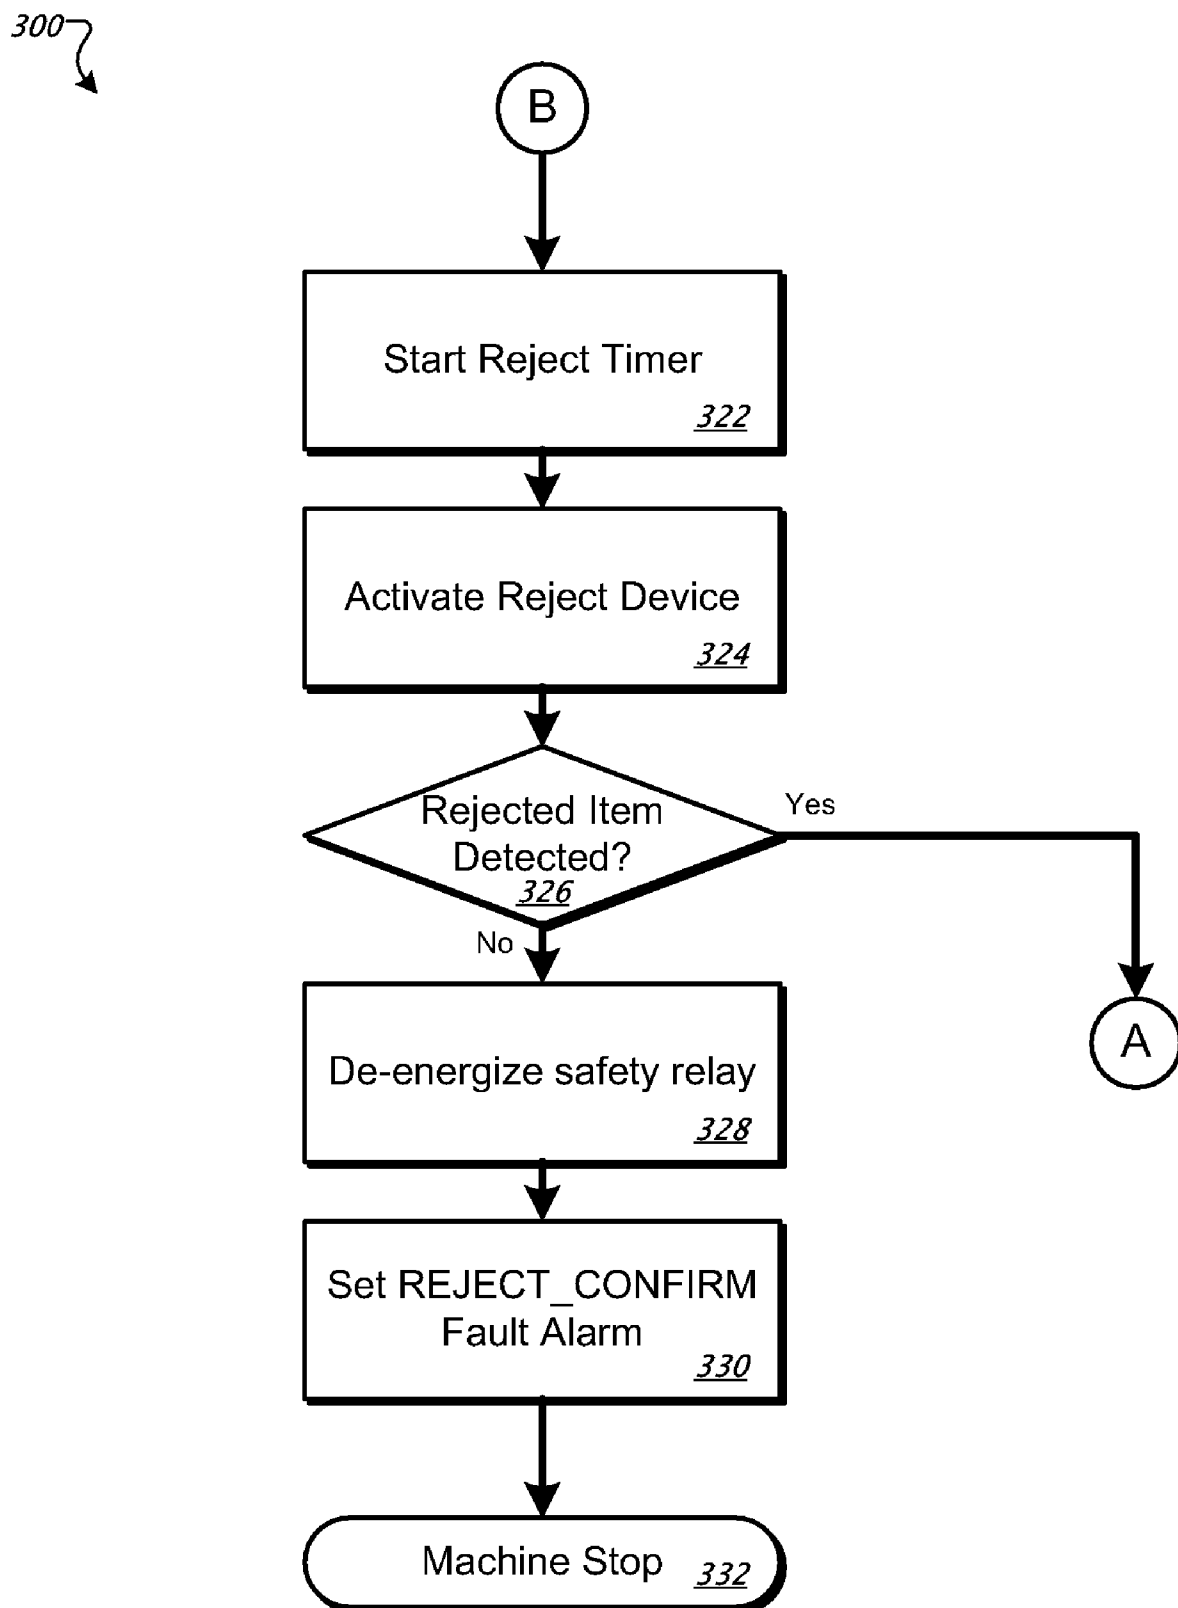 300
B
Start Reject Timer
322
Activate Reject Device
324
Rejected Item
Detected?
326
Yes
No
A
De-energize safety relay
328
Set REJECT_CONFIRM
Fault Alarm
330
Machine Stop
332